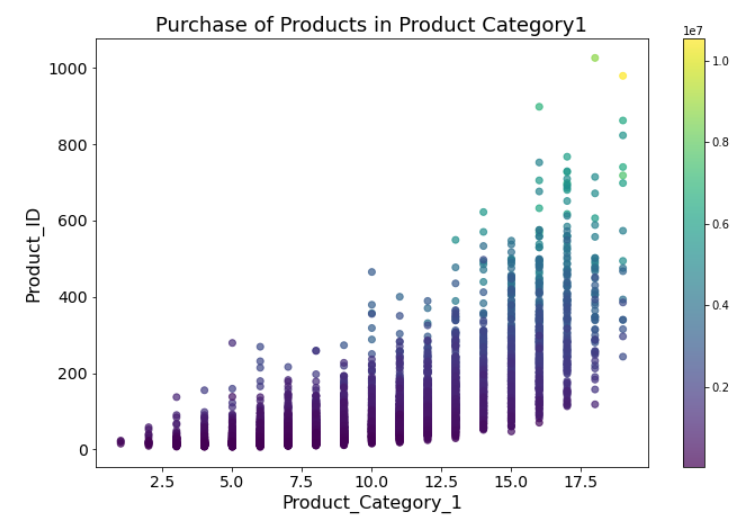 Purchase of Products in Product Category1
1e7
1000
800
600
400
200
0
Product_ID
2.5 5.0 7.5 10.0 12.5 15.0 17.5
Product_Category_1
1.0
0.8
0.6
0.4
0.2